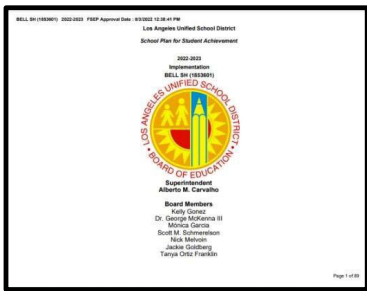 BELL SH (1853601) 2022-2023 FSEP Approval Date : 8/3/2022 12:38:41 PM
Los Angeles Unified School District
School Plan for Student Achievement
2022-2023
Implementation
BELL SH (1853601)
LOS ANGELES UNIFIED SCHOOL DISTRICT
BOARD OF EDUCATION
Superintendent
Alberto M. Carvalho
Board Members
Kelly Gonez
Dr. George McKenna III
Mónica García
Scott M. Schmerelson
Nick Melvoin
Jackie Goldberg
Tanya Ortiz Franklin
Page 1 of 89